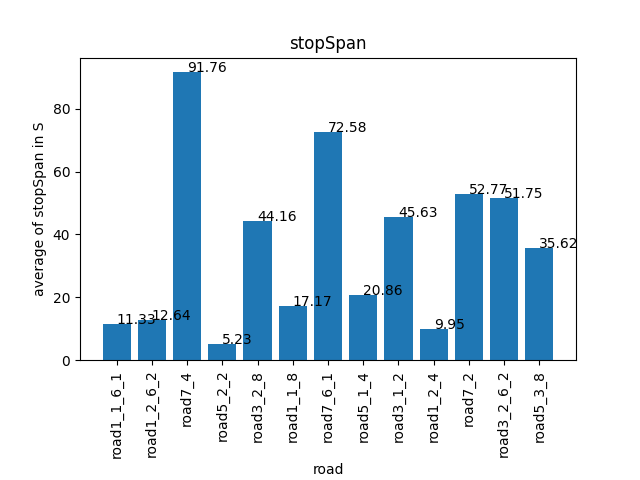 stopSpan
91.76
72.58
52.77
51.75
45.63
44.16
35.62
20.86
17.17
12.64
11.33
9.95
5.23
80
60
40
20
0
average of stopSpan in S
road1_1_6_1
road1_2_6_2
road7_4
road5_2_2
road3_2_8
road1_1_8
road7_6_1
road5_1_4
road3_1_2
road1_2_4
road7_2
road3_2_6_2
road5_3_8
road